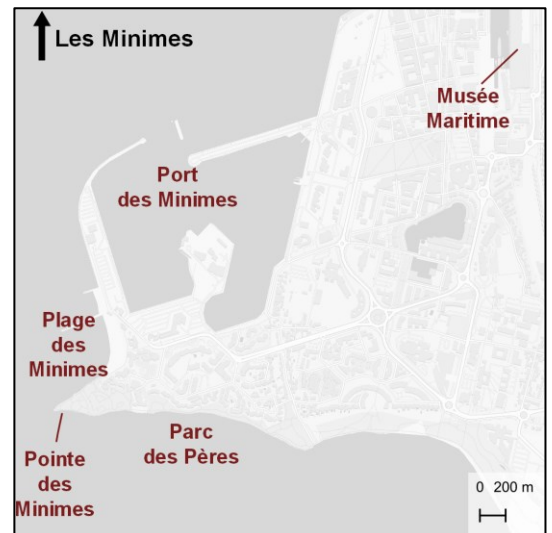 Les Minimes
Musée
Maritime
Port
des Minimes
Plage
des
Minimes
Parc
des Pères
Pointe
des
Minimes
0 200 m